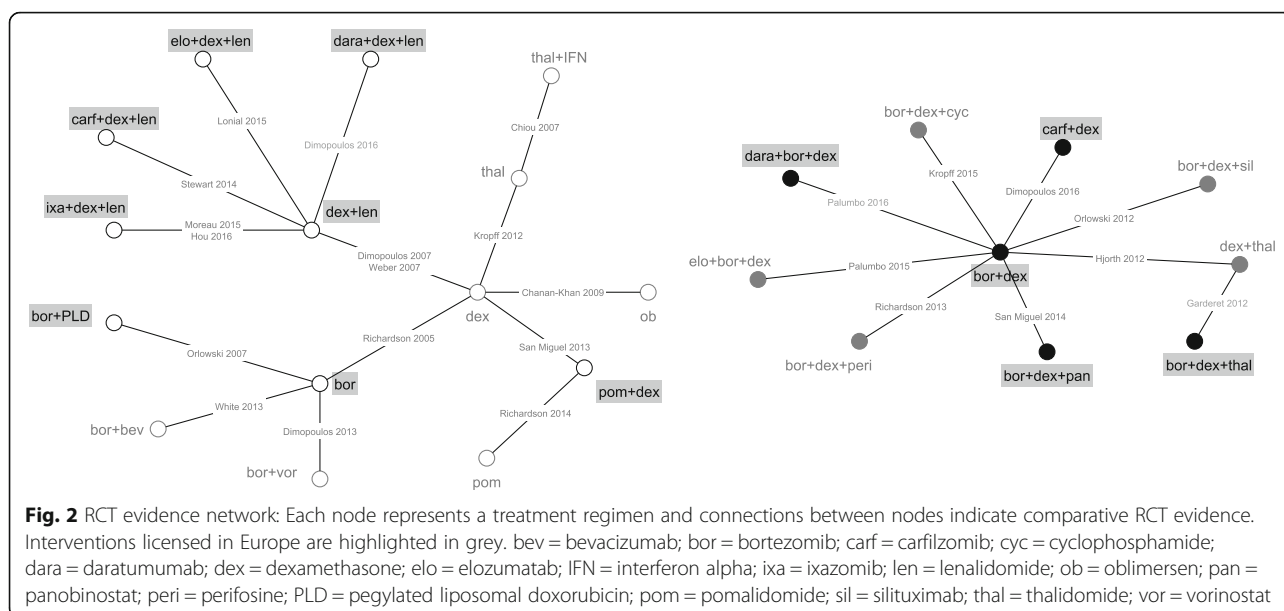 elo+dex+len
dara+dex+len
thal+IFN
carf+dex+len
Lonial 2015
Chiou 2007
Dimopoulos 2016
thal
Stewart 2014
ixa+dex+len
Moreau 2015
Hou 2016
dex+len
Kropff 2012
Dimopoulos 2007
Weber 2007
Chanan-Khan 2009
dex
ob
bor+PLD
Richardson 2005
San Miguel 2013
Orlowski 2007
bor
pom+dex
White 2013
Richardson 2014
bor+bev
Dimopoulos 2013
bor+vor
pom
bor+dex+cyc
carf+dex
dara+bor+dex
Kropff 2015
bor+dex+sil
Dimopoulos 2016
Palumbo 2016
Orlowski 2012
elo+bor+dex
Palumbo 2015
bor+dex
Hjorth 2012
dex+thal
Richardson 2013
San Miguel 2014
Garderet 2012
bor+dex+peri
bor+dex+pan
bor+dex+thal
Fig. 2 RCT evidence network: Each node represents a treatment regimen and connections between nodes indicate comparative RCT evidence.
Interventions licensed in Europe are highlighted in grey. bev = bevacizumab; bor = bortezomib; carf = carfilzomib; cyc = cyclophosphamide;
dara = daratumumab; dex = dexamethasone; elo = elozumatab; IFN = interferon alpha; ixa = ixazomib; len = lenalidomide; ob = oblimersen; pan =
panobinostat; peri = perifosine; PLD = pegylated liposomal doxorubicin; pom = pomalidomide; sil = silituximab; thal = thalidomide; vor = vorinostat